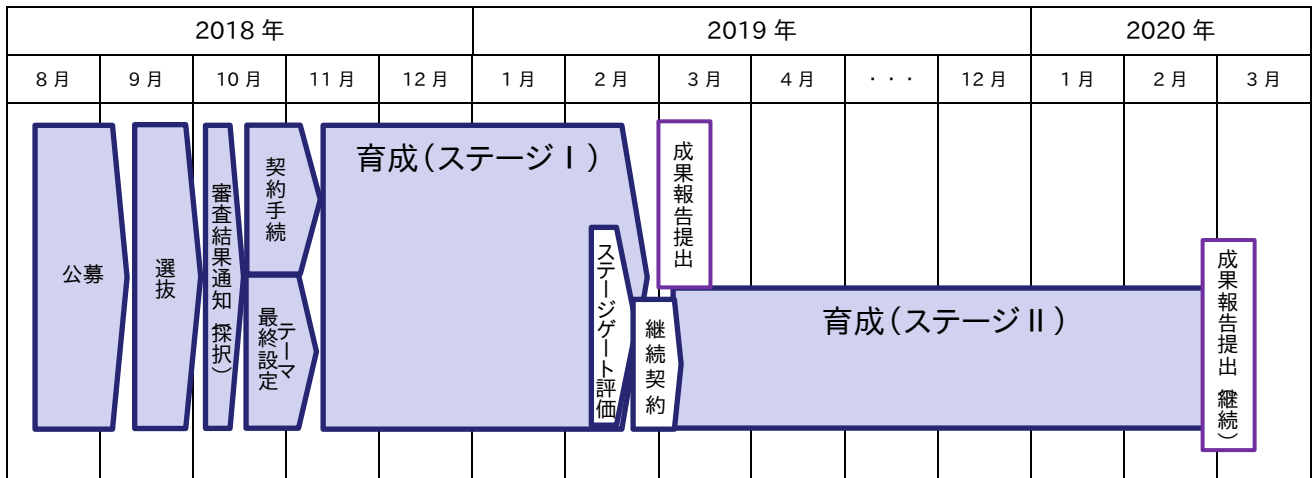 2018年
2019年
2020年
8月
9月
10月
11月
12月
1月
2月
3月
4月
・・・
12月
1月
2月
3月
公募
選抜
審査結果通知（採択）
契約手続
テーマ
最終設定
育成（ステージⅠ）
ステージゲート評価
継続契約
成果報告提出
育成（ステージⅡ）
成果報告提出（継続）